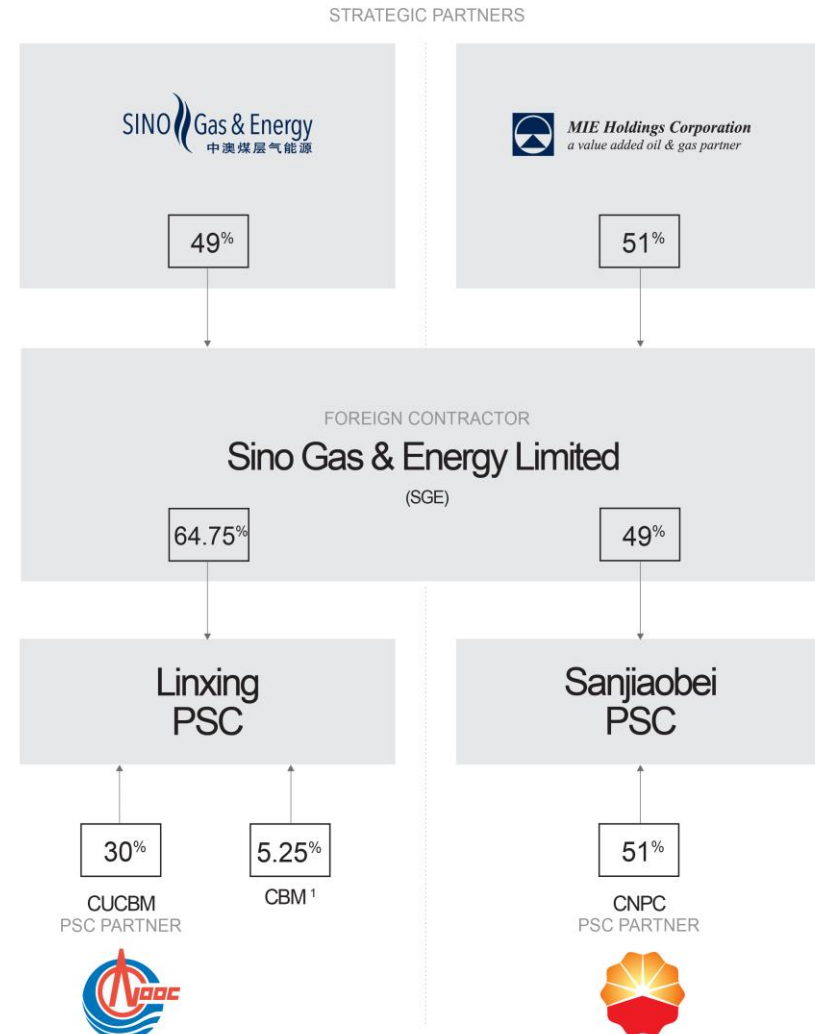 STRATEGIC PARTNERS
SINO Gas & Energy
中澳煤层气能源
MIE Holdings Corporation
a value added oil & gas partner
49%
51%
FOREIGN CONTRACTOR
Sino Gas & Energy Limited
(SGE)
64.75%
49%
Linxing
PSC
Sanjiaobei
PSC
30%
5.25%
51%
CUCBM
PSC PARTNER
CBM ¹
CNPC
PSC PARTNER
CNOOC